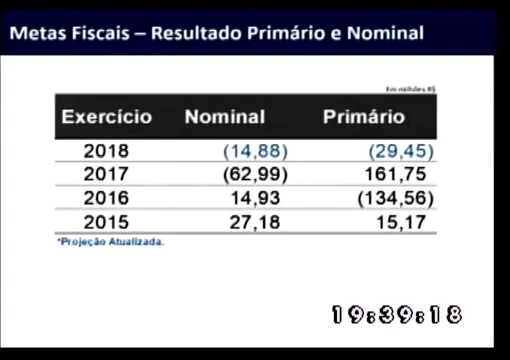 Metas Fiscais – Resultado Primário e Nominal
Em milhões R$
Exercício Nominal Primário
2018 (14,88) (29,45)
2017 (62,99) 161,75
2016 14,93 (134,56)
2015 27,18 15,17
*Projeção Atualizada.
19:39:18